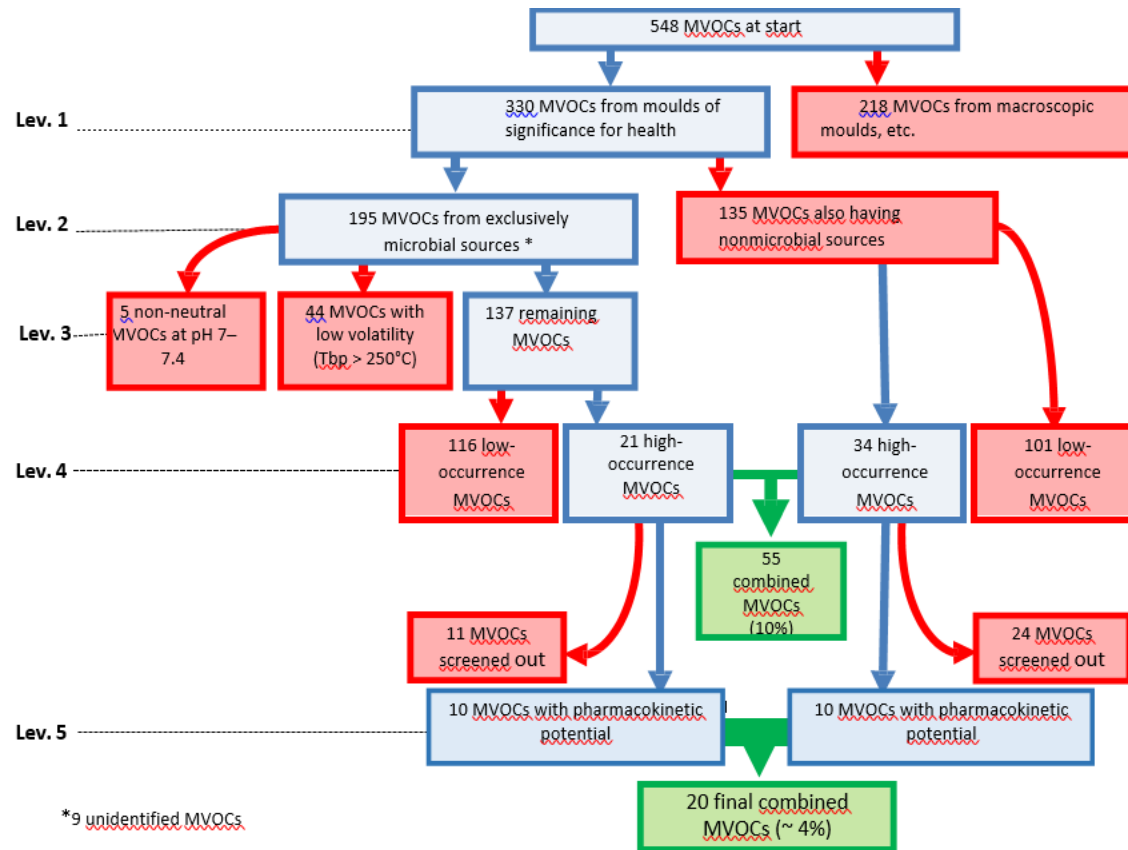 548 MVOCs at start
Lev. 1
330 MVOCs from moulds of
significance for health
218 MVOCs from macroscopic
moulds, etc.
Lev. 2
195 MVOCs from exclusively
microbial sources *
135 MVOCs also having
nonmicrobial sources
Lev. 3
5 non-neutral
MVOCs at pH 7–
7.4
44 MVOCs with
low volatility
(Tbp > 250°C)
137 remaining
MVOCs
Lev. 4
116 low-
occurrence
MVOCs
21 high-
occurrence
MVOCs
34 high-
occurrence
MVOCs
101 low-
occurrence
MVOCs
55
combined
MVOCs
(10%)
11 MVOCs
screened out
24 MVOCs
screened out
Lev. 5
10 MVOCs with pharmacokinetic
potential
10 MVOCs with pharmacokinetic
potential
20 final combined
MVOCs (~ 4%)
*9 unidentified MVOCs